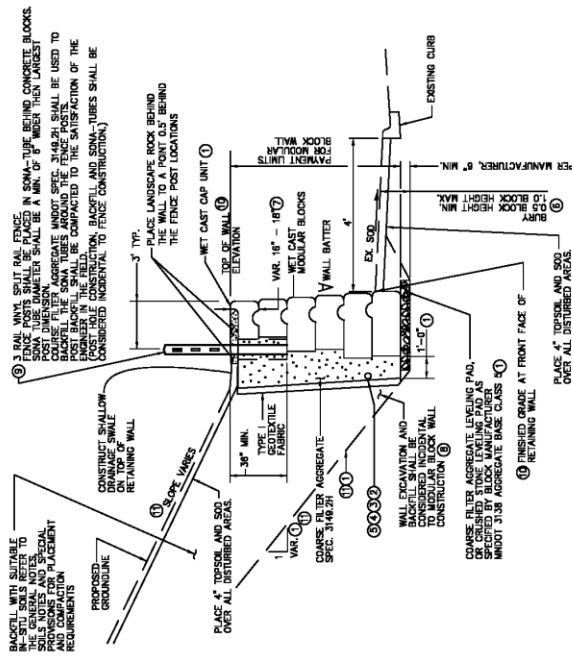 BACKFILL WITH SUITABLE
IN-SITU SOILS REFER TO
THE GENERAL NOTES,
SOILS NOTES AND SPECIAL
PROVISIONS FOR PLACEMENT
AND COMPACTION
REQUIREMENTS
PROPOSED
GROUNDLINE
⑪ SLOPE VARIES
PLACE 4" TOPSOIL AND SOD
OVER ALL DISTURBED AREAS.
CONSTRUCT SHALLOW
DRAINAGE SWALE
ON TOP OF
RETAINING WALL
⑨ 3 RAIL VINYL SPLIT RAIL FENCE.
FENCE POSTS SHALL BE PLACED IN SONA-TUBE BEHIND CONCRETE BLOCKS.
SONA TUBE DIAMETER SHALL BE A MIN. OF 8" WIDER THEN LARGEST
POST DIMENSION.
COURSE FILTER AGGREGATE MNDOT SPEC. 3149.2H SHALL BE USED TO
BACKFILL THE SONA TUBES AROUND THE FENCE POSTS.
POST BACKFILL SHALL BE COMPACTED TO THE SATISFACTION OF THE
ENGINEER IN THE FIELD.
(POST HOLE CONSTRUCTION, BACKFILL AND SONA-TUBES SHALL BE
CONSIDERED INCIDENTAL TO FENCE CONSTRUCTION.)
3' TYP.
PLACE LANDSCAPE ROCK BEHIND
THE WALL TO A POINT 0.5' BEHIND
THE FENCE POST LOCATIONS
WET CAST CAP UNIT ①
TOP OF WALL ⑩
ELEVATION
VAR. 16" - 18" ⑦
WET CAST
MODULAR BLOCKS
WALL BATTER
PAYMENT LIMITS
FOR MODULAR
BLOCK WALL
4'
EX. SOD
EXISTING CURB
PER MANUFACTURER, 6" MIN.
BURY ⑥
0.5 BLOCK HEIGHT MIN.
1.0 BLOCK HEIGHT MAX.
PLACE 4" TOPSOIL AND SOD
OVER ALL DISTURBED AREAS.
36" MIN.
TYPE I
GEOTEXTILE
FABRIC
1
VAR. ① ⑪
COARSE FILTER AGGREGATE
SPEC. 3149.2H
⑪ ①
⑤ ④ ③ ②
1'-6" ①
WALL EXCAVATION AND
BACKFILL SHALL BE
CONSIDERED INCIDENTAL
TO MODULAR BLOCK WALL
CONSTRUCTION ⑧
COARSE FILTER AGGREGATE LEVELING PAD,
OR CRUSHED STONE LEVELING PAD AS
SPECIFIED BY BLOCK MANUFACTURER
MNDOT 3138 AGGREGATE BASE CLASS 5 ①
⑩ FINISHED GRADE AT FRONT FACE OF
RETAINING WALL